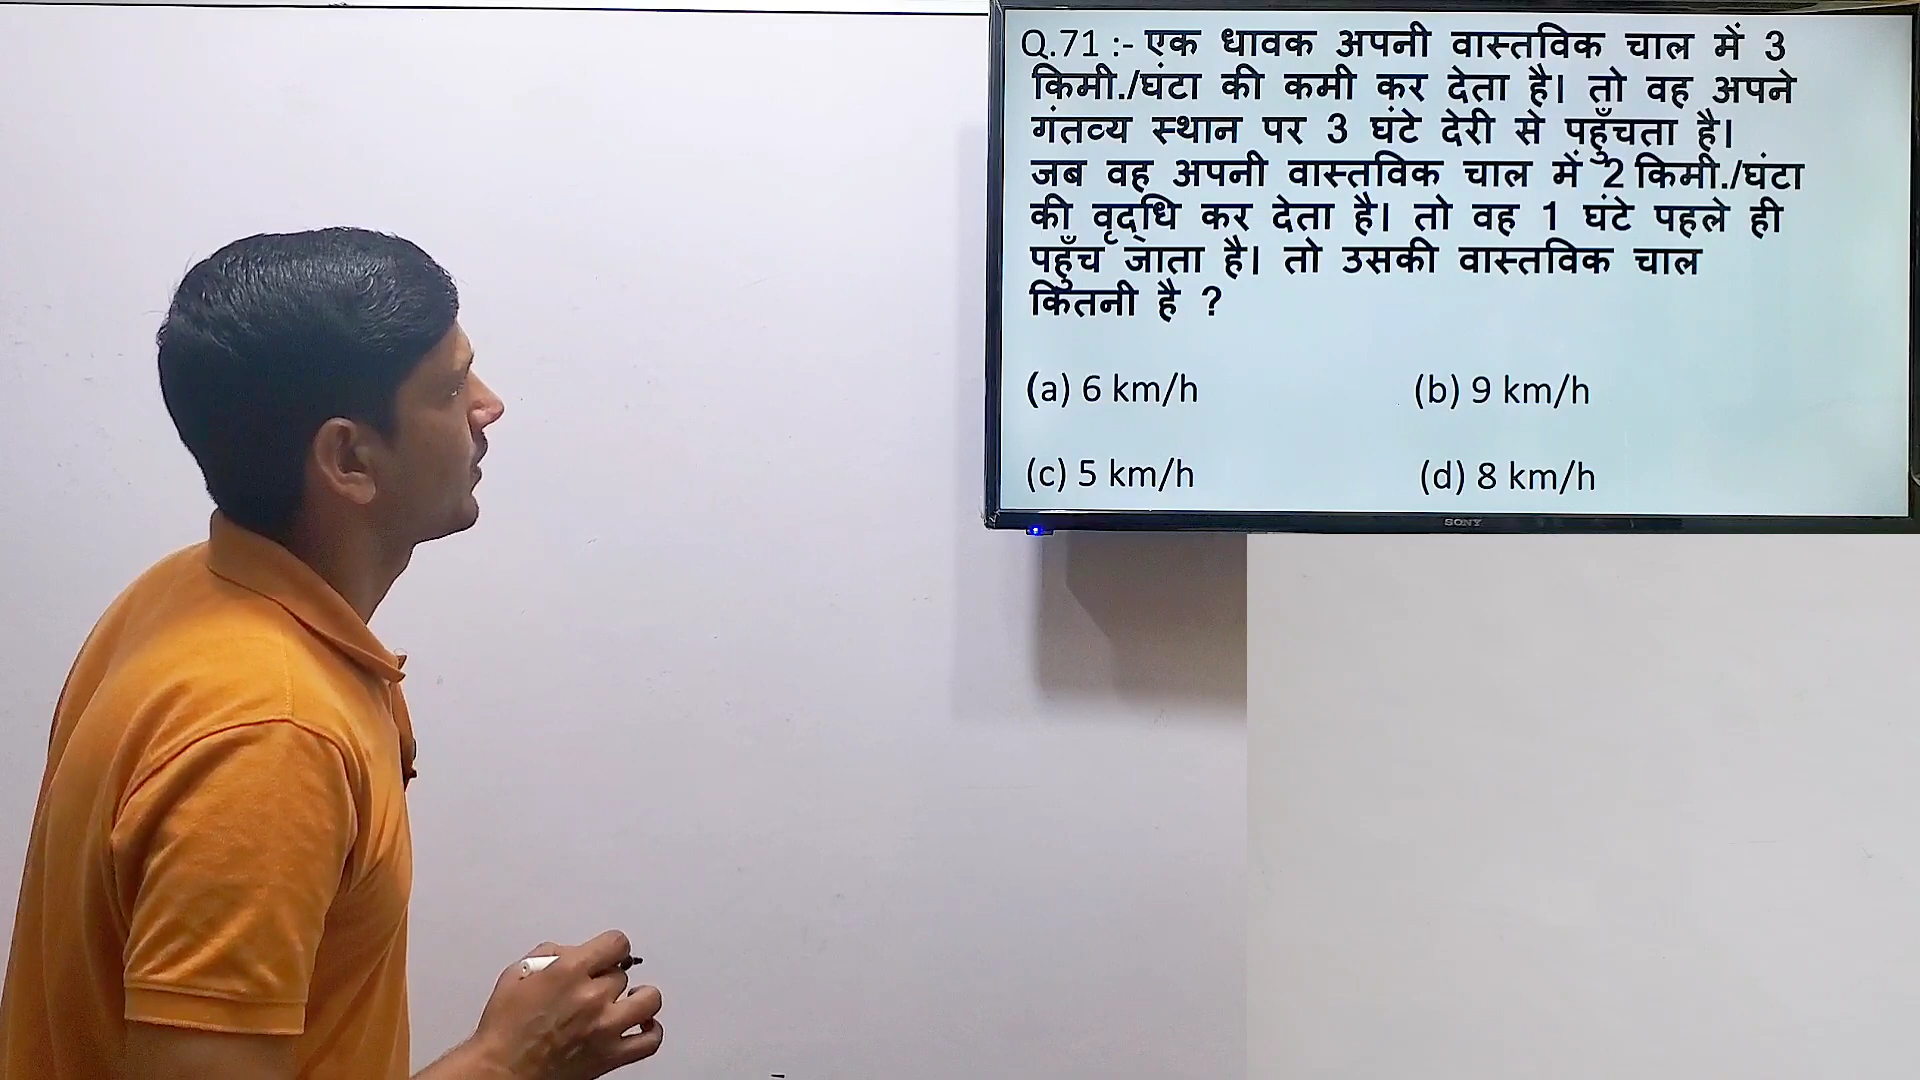 Q.71 :- एक धावक अपनी वास्तविक चाल में 3
किमी./घंटा की कमी कर देता है। तो वह अपने
गंतव्य स्थान पर 3 घंटे देरी से पहुँचता है।
जब वह अपनी वास्तविक चाल में 2 किमी./घंटा
की वृद्धि कर देता है। तो वह 1 घंटे पहले ही
पहुँच जाता है। तो उसकी वास्तविक चाल
कितनी है ?
(a) 6 km/h (b) 9 km/h
(c) 5 km/h (d) 8 km/h
SONY